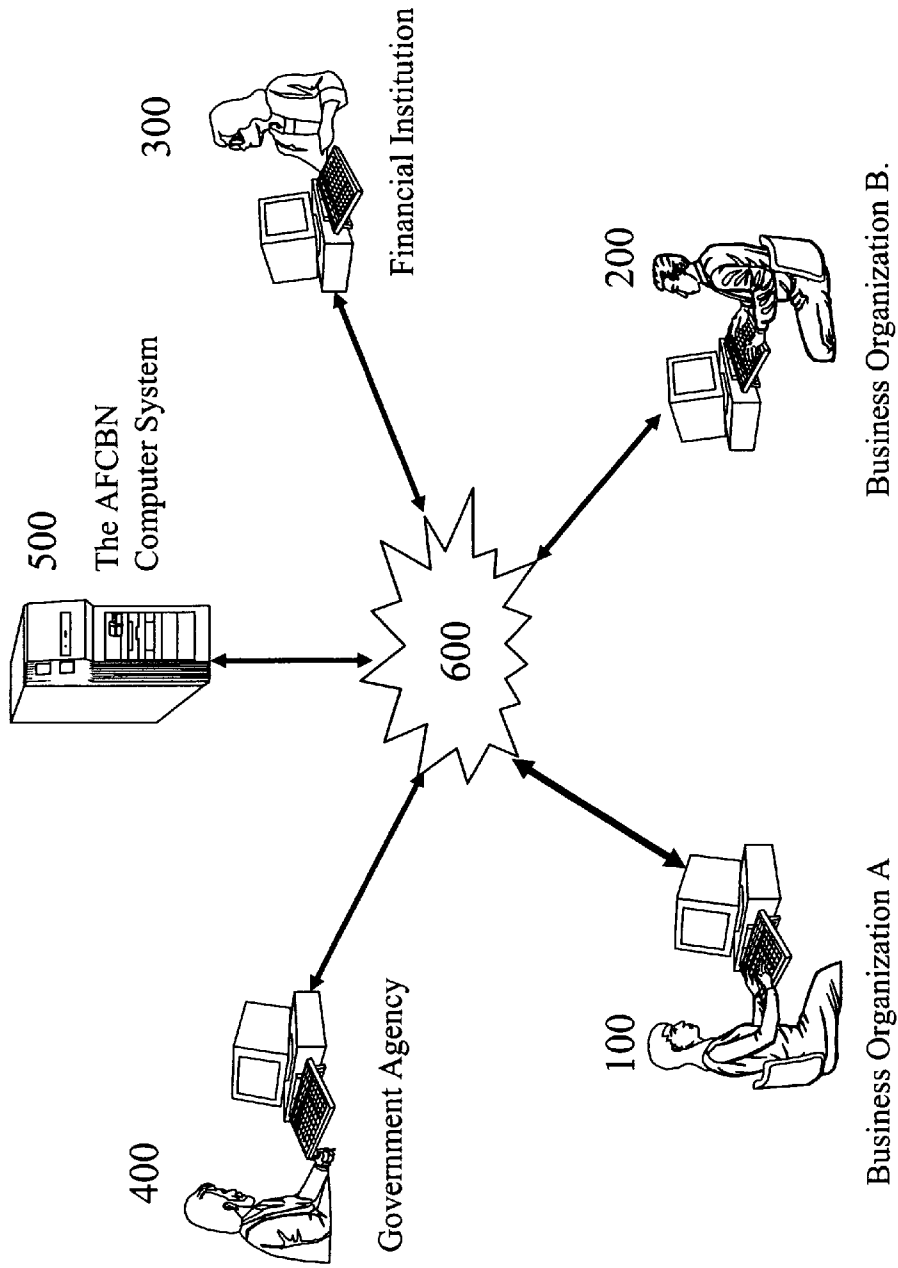 500
The AFCBN
Computer System
400
Government Agency
300
Financial Institution
600
100
Business Organization A
200
Business Organization B.